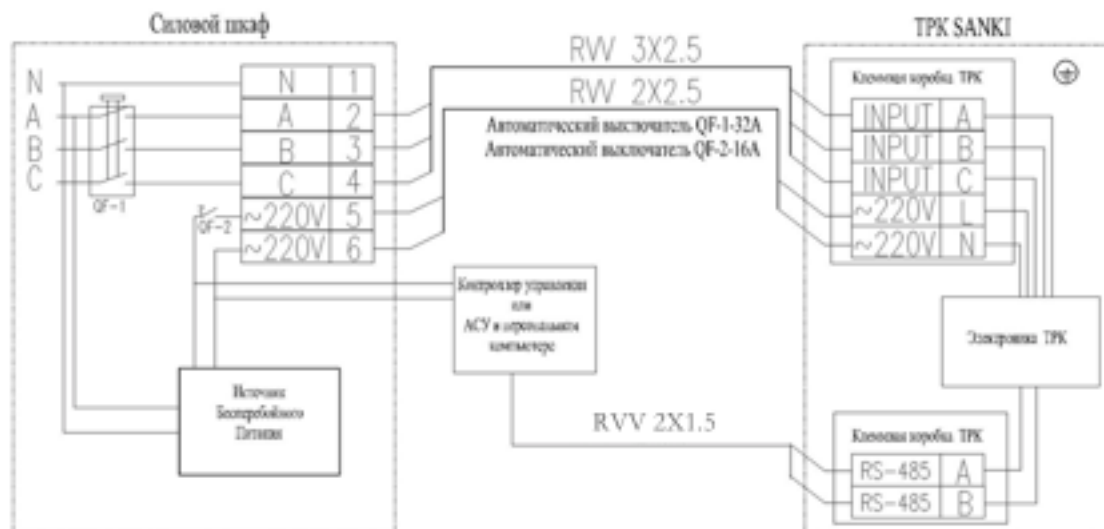 Силовой шкаф
ТРК SANKI
N
A
B
C
QF-1
N 1
A 2
B 3
C 4
QF-2
~220V 5
~220V 6
RVV 3X2.5
RVV 2X2.5
Автоматический выключатель QF-1-32А
Автоматический выключатель QF-2-16А
Клеммная коробка ТРК
INPUT A
INPUT B
INPUT C
~220V L
~220V N
Контроллер управления
или
АСУ и персональном
компьютере
Электроника ТРК
Источник
Бесперебойного
Питания
RVV 2X1.5
Клеммная коробка ТРК
RS-485 A
RS-485 B